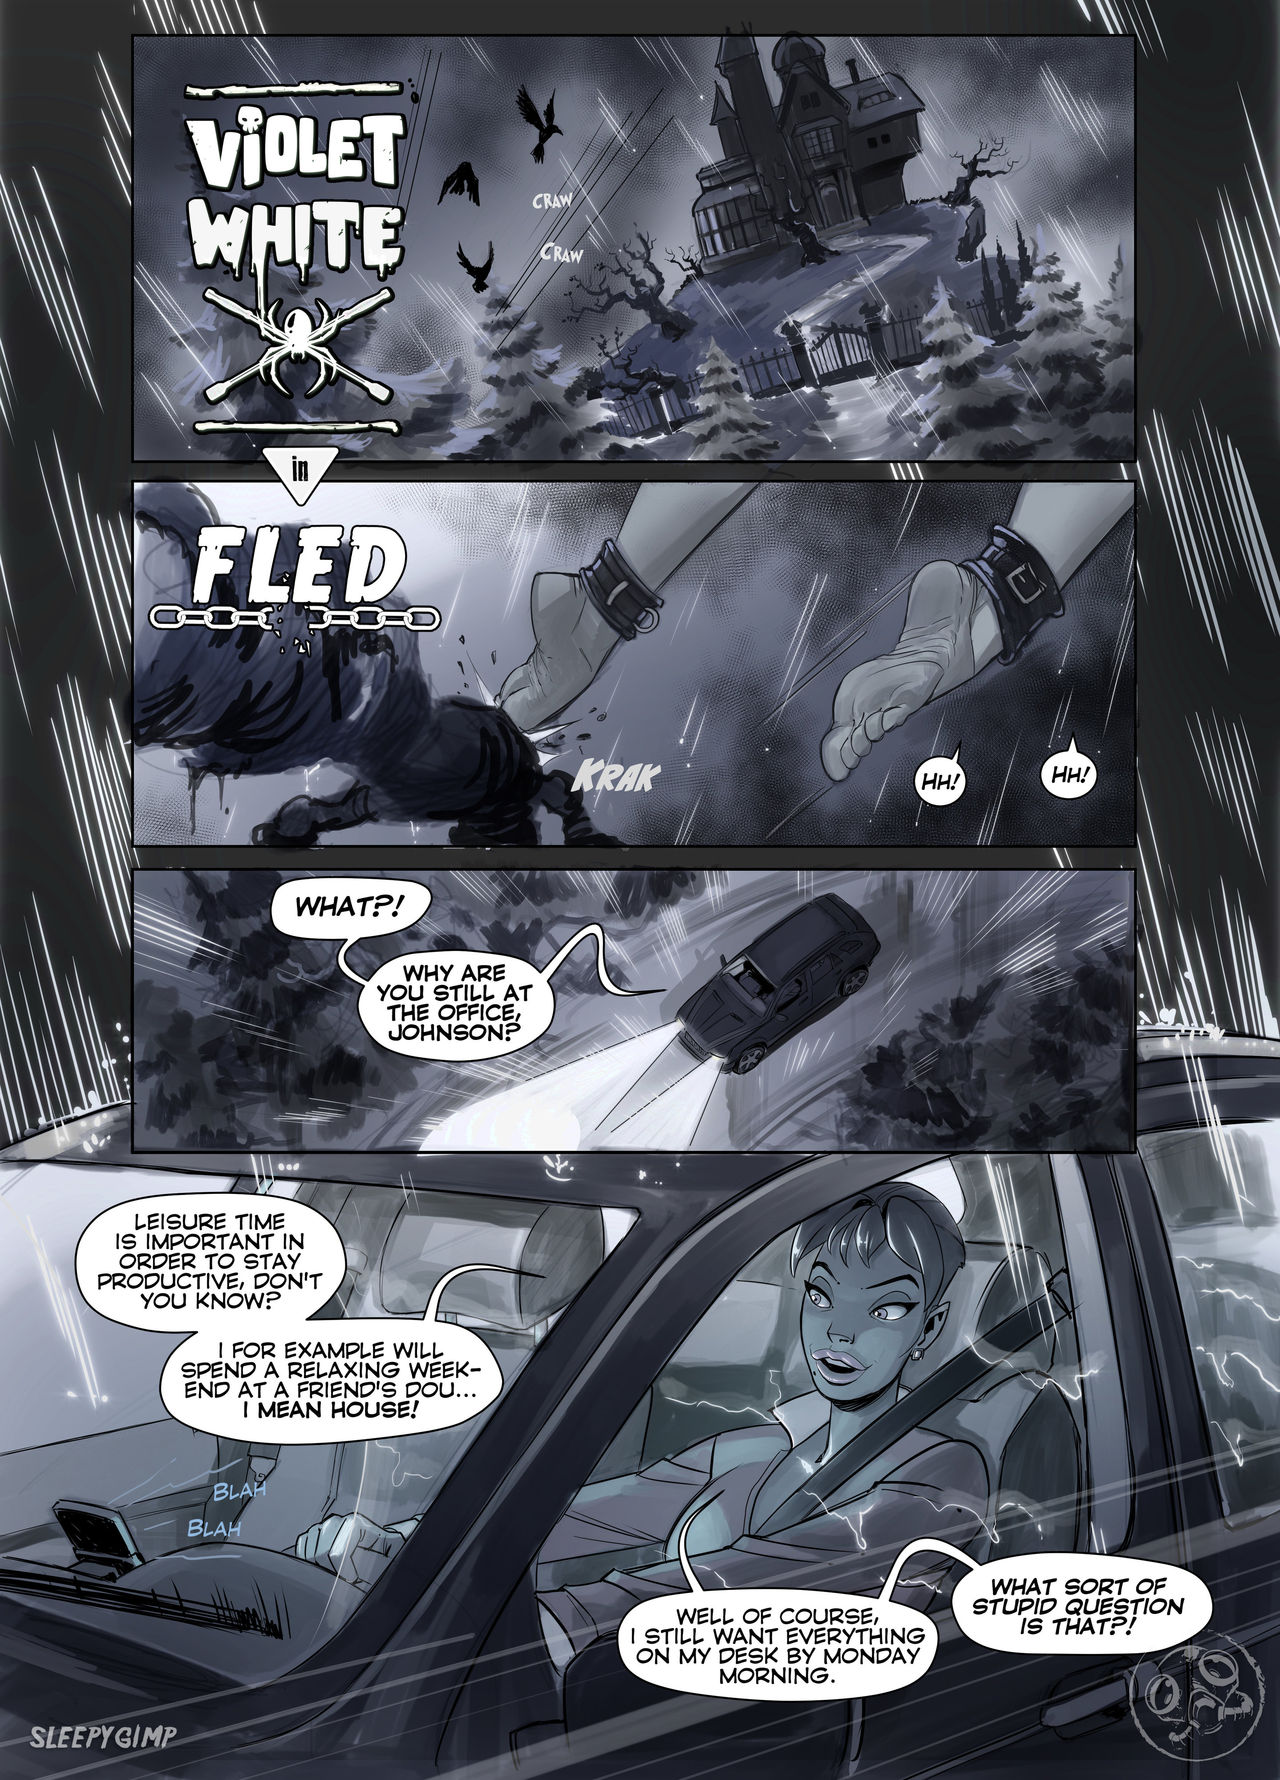 VIOLET
WHITE
CRAW
CRAW
in
FLED
KRAK
HH!
HH!
WHAT?!
WHY ARE
YOU STILL AT
THE OFFICE,
JOHNSON?
LEISURE TIME
IS IMPORTANT IN
ORDER TO STAY
PRODUCTIVE, DON'T
YOU KNOW?
I FOR EXAMPLE WILL
SPEND A RELAXING WEEK-
END AT A FRIEND'S DOU...
I MEAN HOUSE!
BLAH
BLAH
WELL OF COURSE,
I STILL WANT EVERYTHING
ON MY DESK BY MONDAY
MORNING.
WHAT SORT OF
STUPID QUESTION
IS THAT?!
SLEEPYGIMP